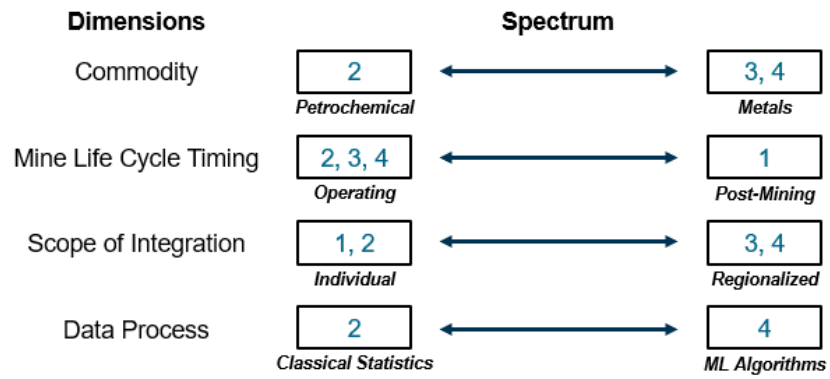 Dimensions Spectrum
Commodity 2 3, 4
Petrochemical Metals
Mine Life Cycle Timing 2, 3, 4 1
Operating Post-Mining
Scope of Integration 1, 2 3, 4
Individual Regionalized
Data Process 2 4
Classical Statistics ML Algorithms